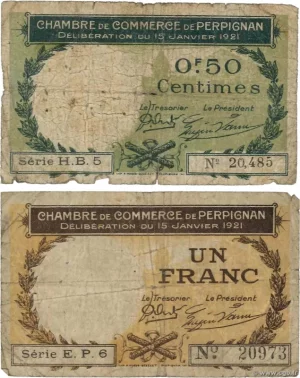 CHAMBRE DE COMMERCE DE PERPIGNAN
DÉLIBÉRATION DU 15 JANVIER 1921
0F.50
Centimes
Le Trésorier Le Président
Série H.B.5 No 20,485
CHAMBRE DE COMMERCE DE PERPIGNAN
DÉLIBÉRATION DU 15 JANVIER 1921
UN
FRANC
Le Trésorier Le Président
Série E.P.6 No 20973